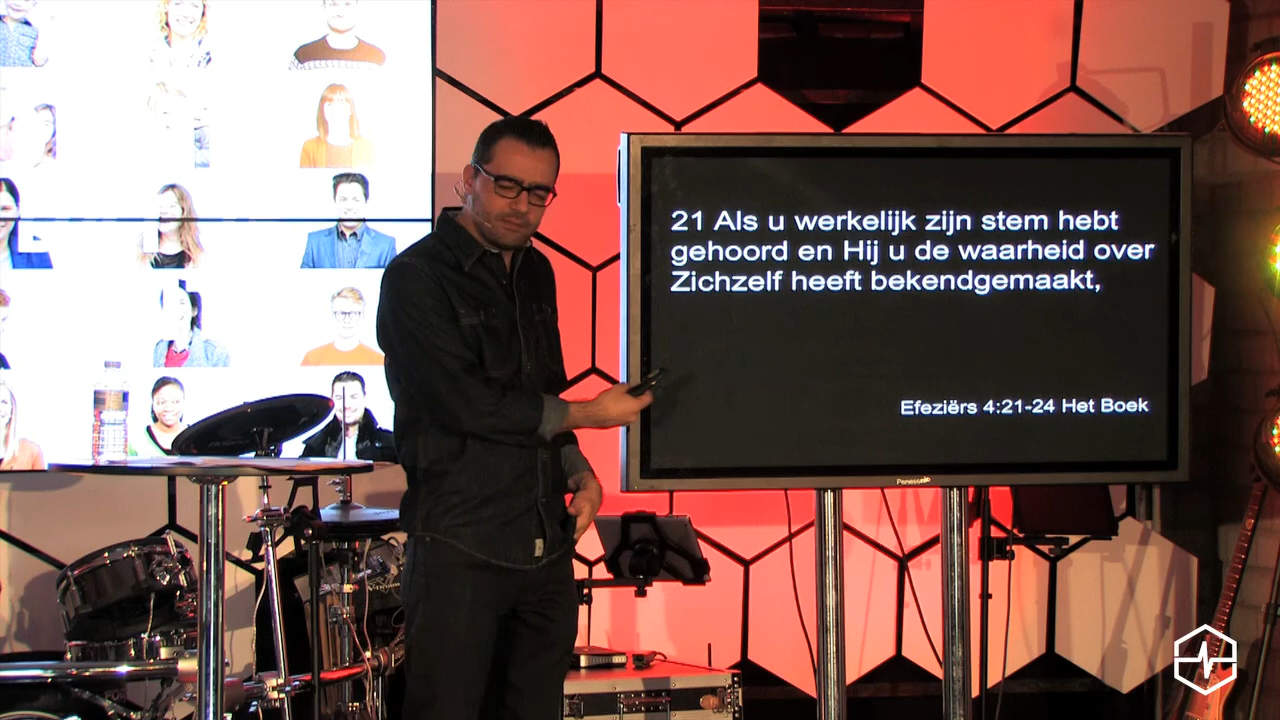 21 Als u werkelijk zijn stem hebt
gehoord en Hij u de waarheid over
Zichzelf heeft bekendgemaakt,
Efeziërs 4:21-24 Het Boek
Panasonic